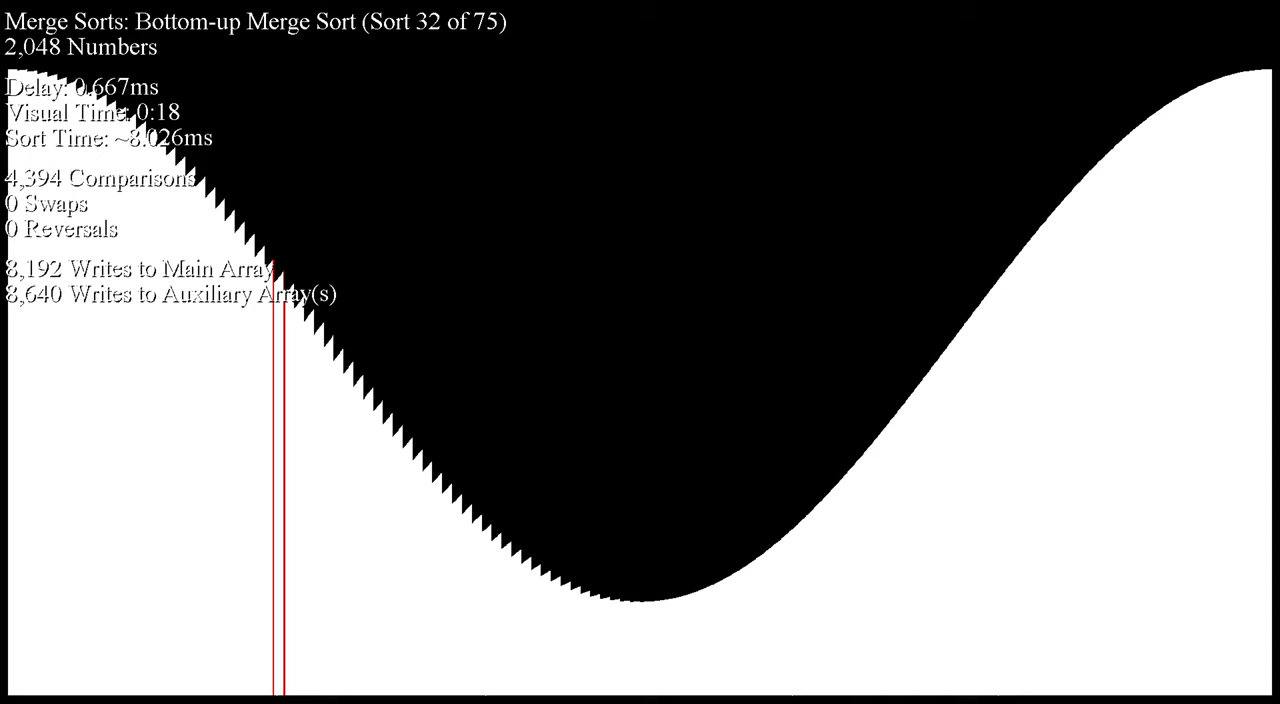 Merge Sorts: Bottom-up Merge Sort (Sort 32 of 75)
2,048 Numbers
Delay: 0.667ms
Visual Time: 0:18
Sort Time: ~8.026ms
4,394 Comparisons
0 Swaps
0 Reversals
8,192 Writes to Main Array
8,640 Writes to Auxiliary Array(s)